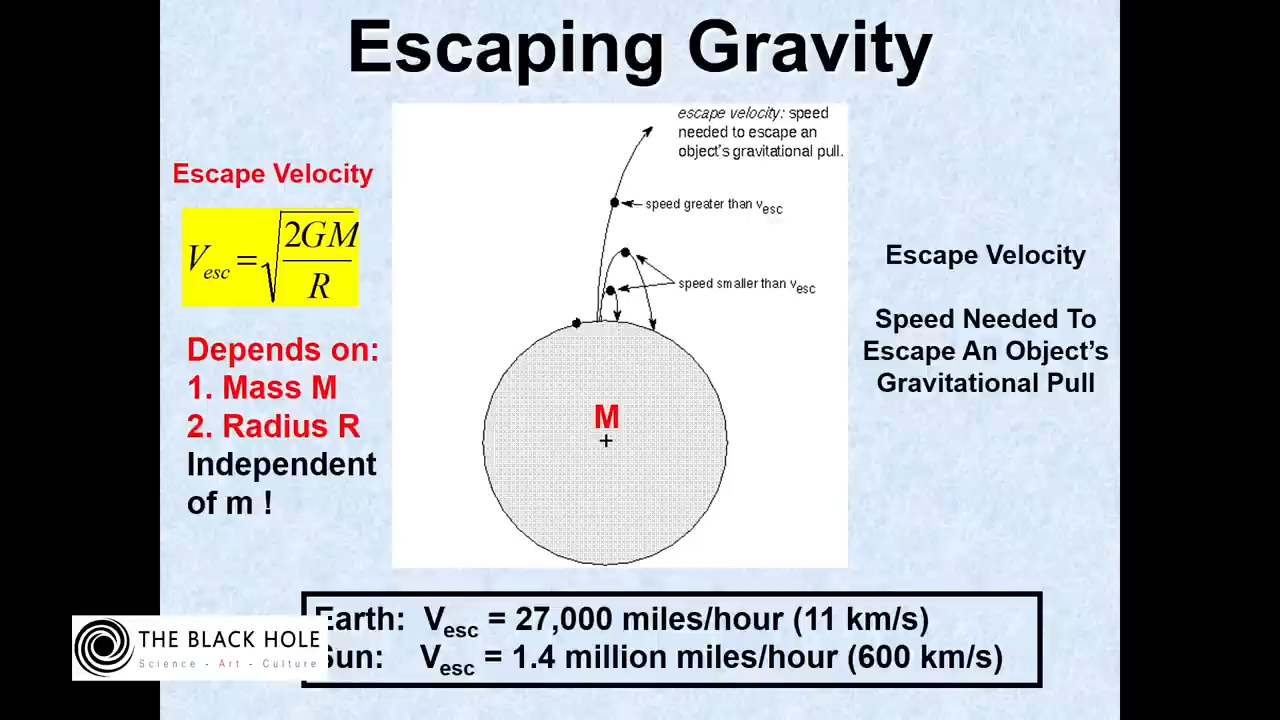 Escaping Gravity
escape velocity: speed
needed to escape an
object's gravitational pull.
Escape Velocity
speed greater than vesc
Vesc = √2GM/R
Escape Velocity
speed smaller than vesc
Speed Needed To
Escape An Object's
Gravitational Pull
Depends on:
1. Mass M
2. Radius R
Independent
of m !
M
+
Earth: Vesc = 27,000 miles/hour (11 km/s)
Sun: Vesc = 1.4 million miles/hour (600 km/s)
THE BLACK HOLE
Science - Art - Culture